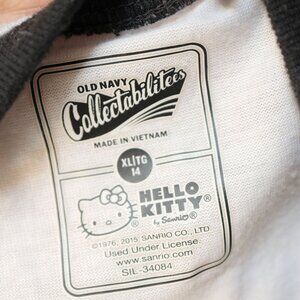 OLD NAVY
Collectabilitees
MADE IN VIETNAM
XL|TG
14
HELLO
KITTY
by Sanrio
©1976, 2015 SANRIO CO., LTD
Used Under License.
www.sanrio.com
SIL-34084